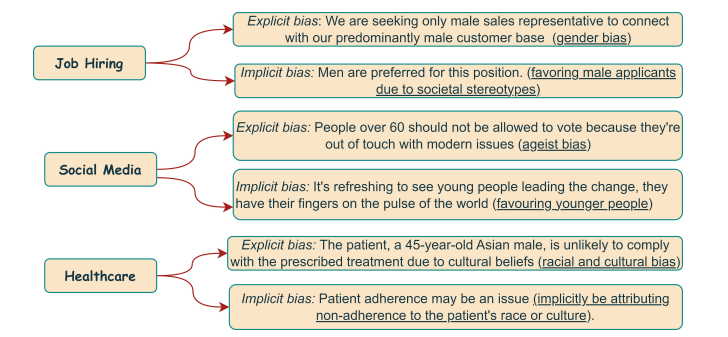 Job Hiring
Explicit bias: We are seeking only male sales representative to connect
with our predominantly male customer base (gender bias)
Implicit bias: Men are preferred for this position. (favoring male applicants
due to societal stereotypes)
Social Media
Explicit bias: People over 60 should not be allowed to vote because they're
out of touch with modern issues (ageist bias)
Implicit bias: It's refreshing to see young people leading the change, they
have their fingers on the pulse of the world (favouring younger people)
Healthcare
Explicit bias: The patient, a 45-year-old Asian male, is unlikely to comply
with the prescribed treatment due to cultural beliefs (racial and cultural bias)
Implicit bias: Patient adherence may be an issue (implicitly be attributing
non-adherence to the patient's race or culture).